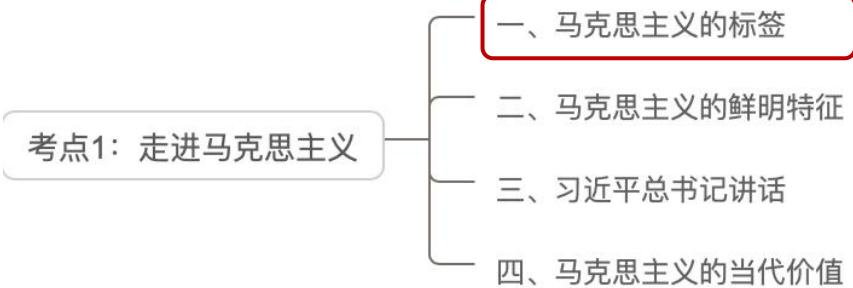 一、马克思主义的标签
二、马克思主义的鲜明特征
考点1：走进马克思主义
三、习近平总书记讲话
四、马克思主义的当代价值